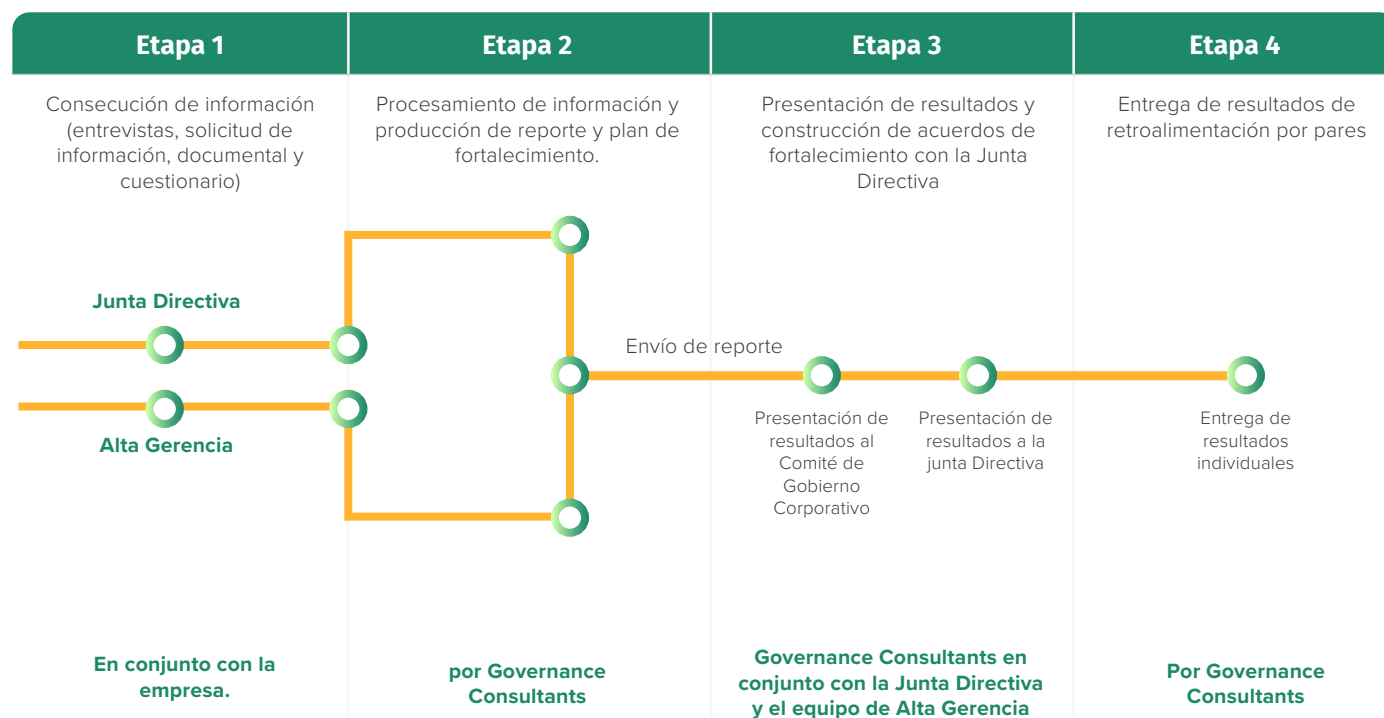 Etapa 1
Etapa 2
Etapa 3
Etapa 4
Consecución de información
(entrevistas, solicitud de
información, documental y
cuestionario)
Procesamiento de información y
producción de reporte y plan de
fortalecimiento.
Presentación de resultados y
construcción de acuerdos de
fortalecimiento con la Junta
Directiva
Entrega de resultados de
retroalimentación por pares
Junta Directiva
Alta Gerencia
Envío de reporte
Presentación de
resultados al
Comité de
Gobierno
Corporativo
Presentación de
resultados a la
junta Directiva
Entrega de
resultados
individuales
En conjunto con la
empresa.
por Governance
Consultants
Governance Consultants en
conjunto con la Junta Directiva
y el equipo de Alta Gerencia
Por Governance
Consultants